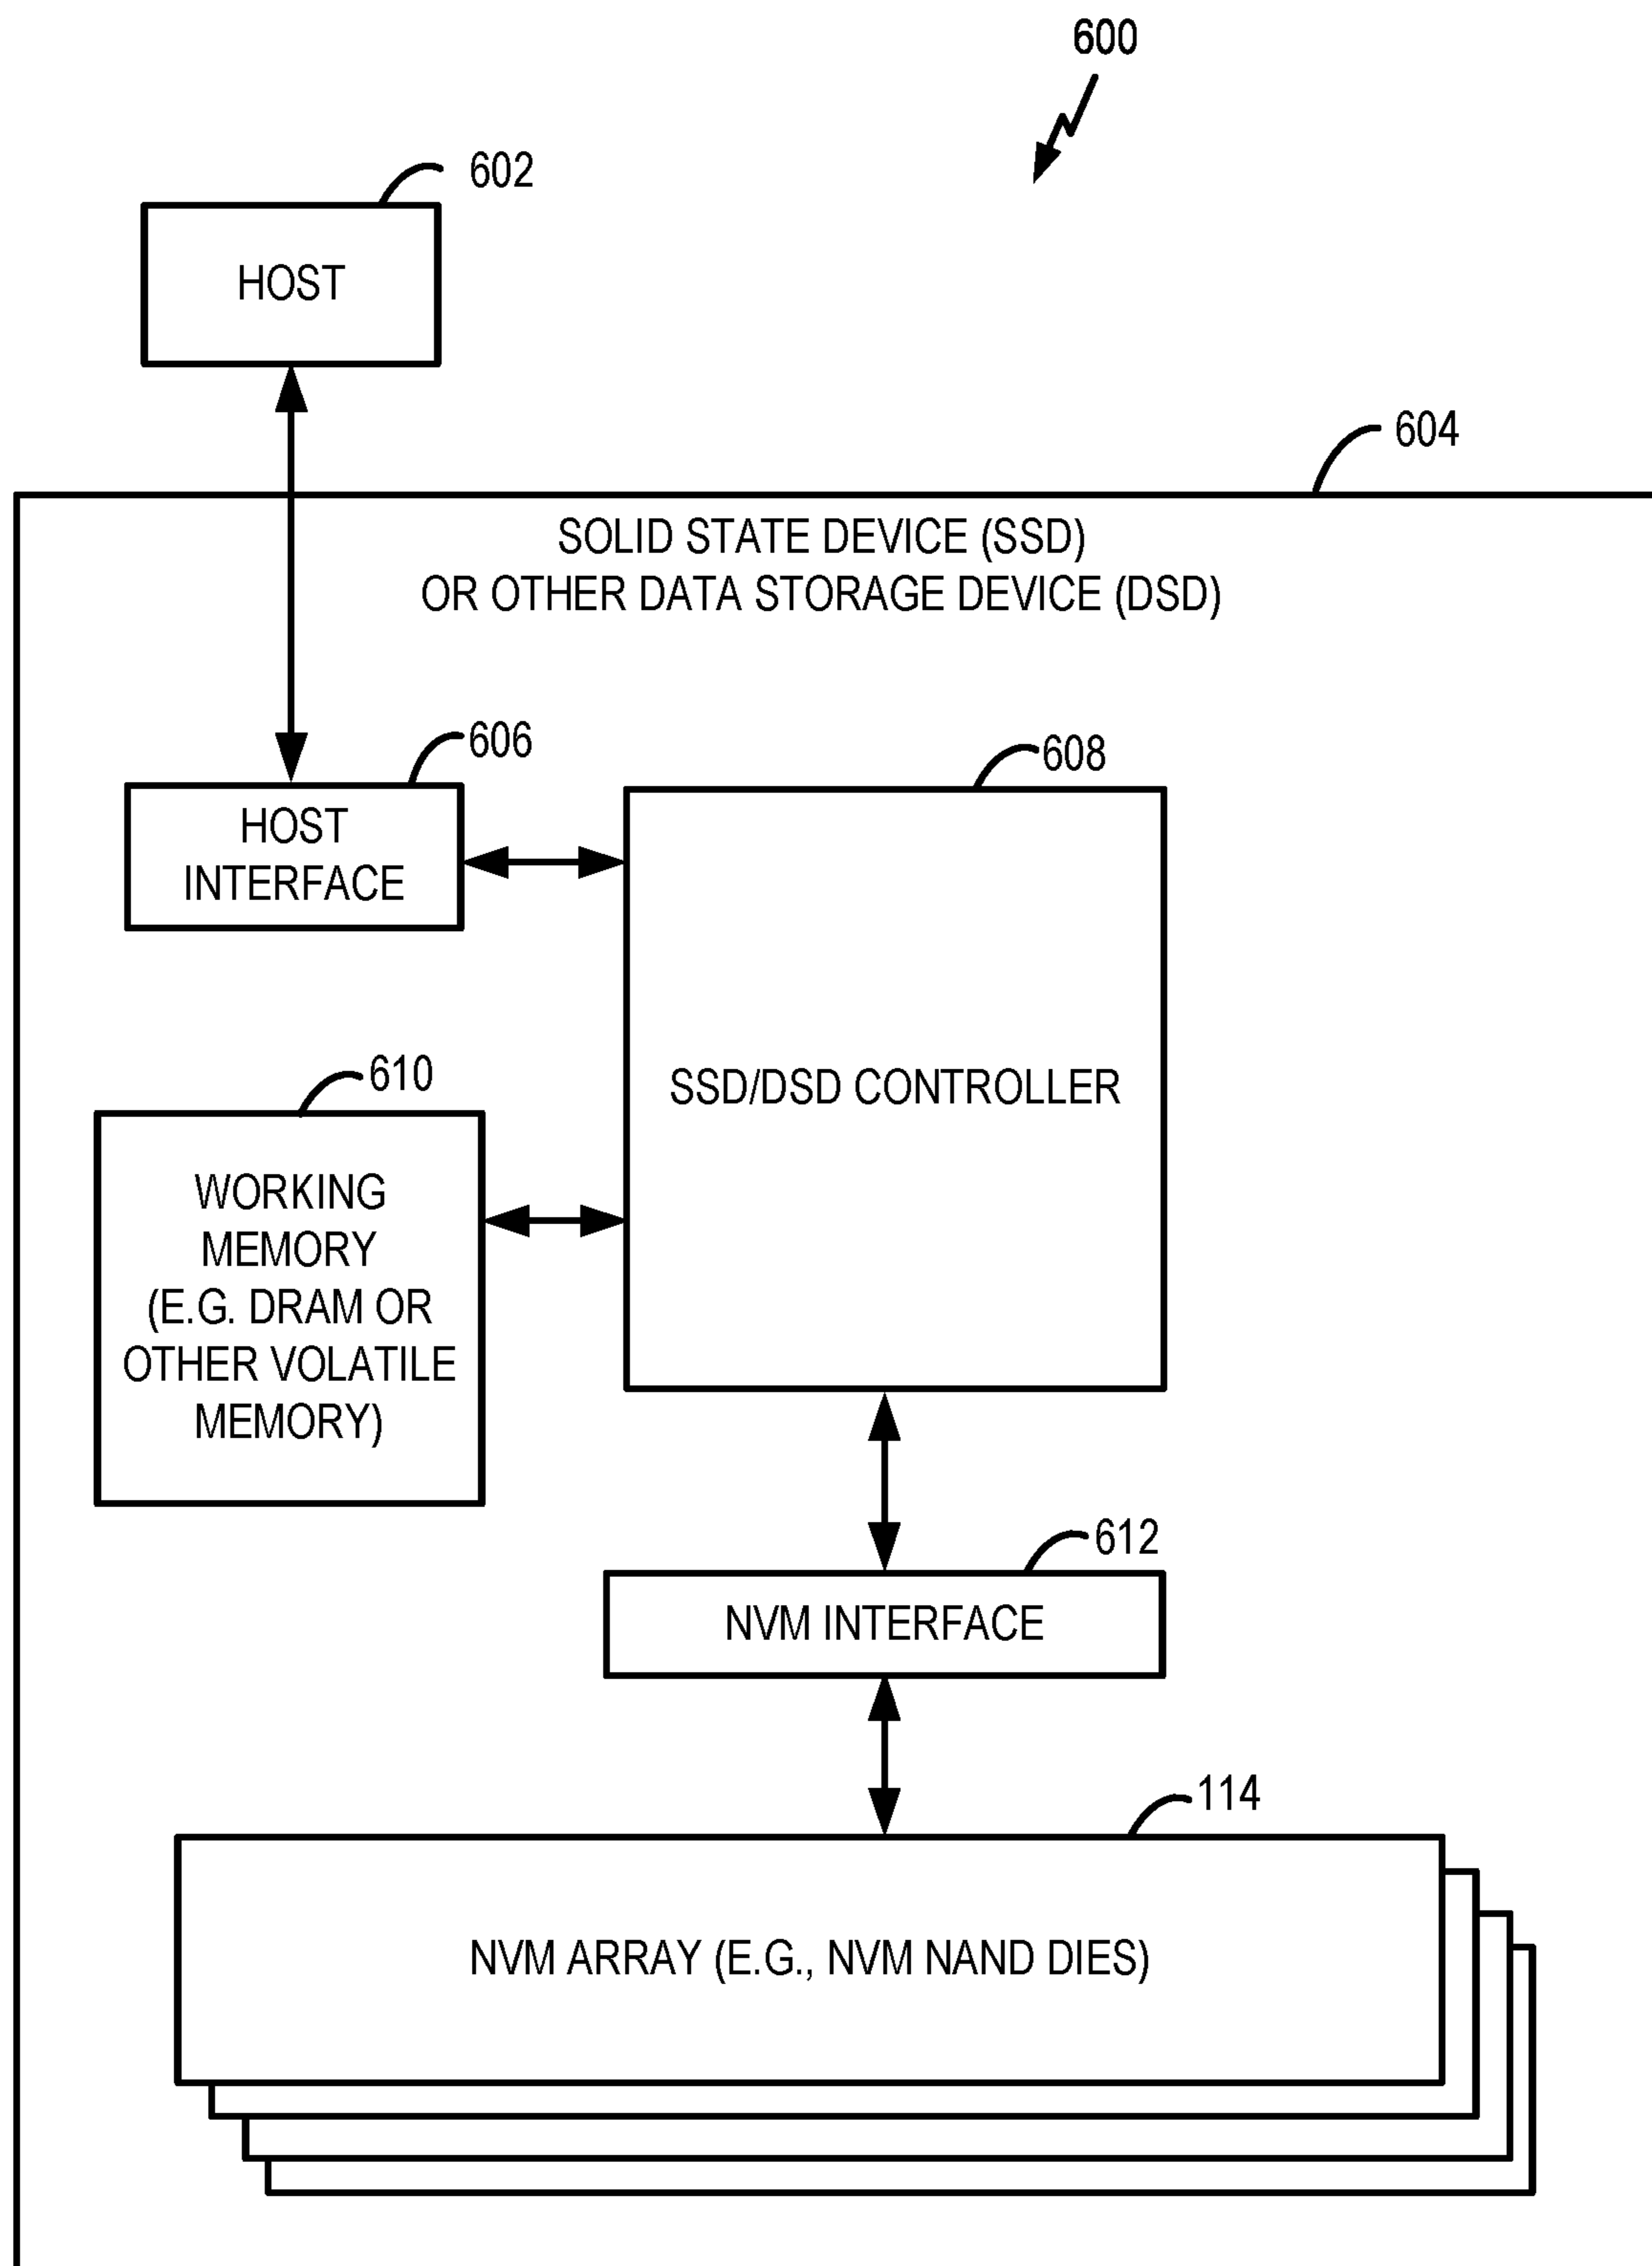 600
602
HOST
604
SOLID STATE DEVICE (SSD)
OR OTHER DATA STORAGE DEVICE (DSD)
606
HOST
INTERFACE
608
SSD/DSD CONTROLLER
610
WORKING
MEMORY
(E.G. DRAM OR
OTHER VOLATILE
MEMORY)
612
NVM INTERFACE
114
NVM ARRAY (E.G., NVM NAND DIES)